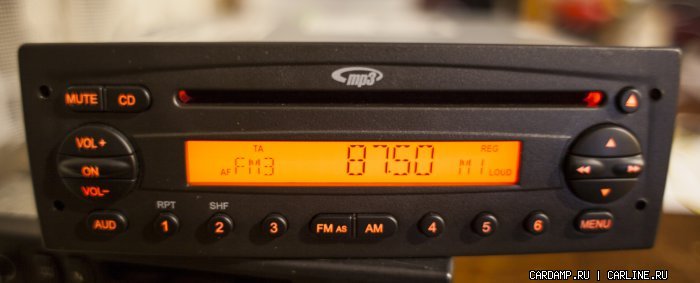 mp3
MUTE CD
VOL +
ON
VOL-
TA REG
AF FM3 87.50 M1 LOUD
RPT SHF
AUD 1 2 3 FM AS AM 4 5 6 MENU
CARDAMP.RU | CARLINE.RU